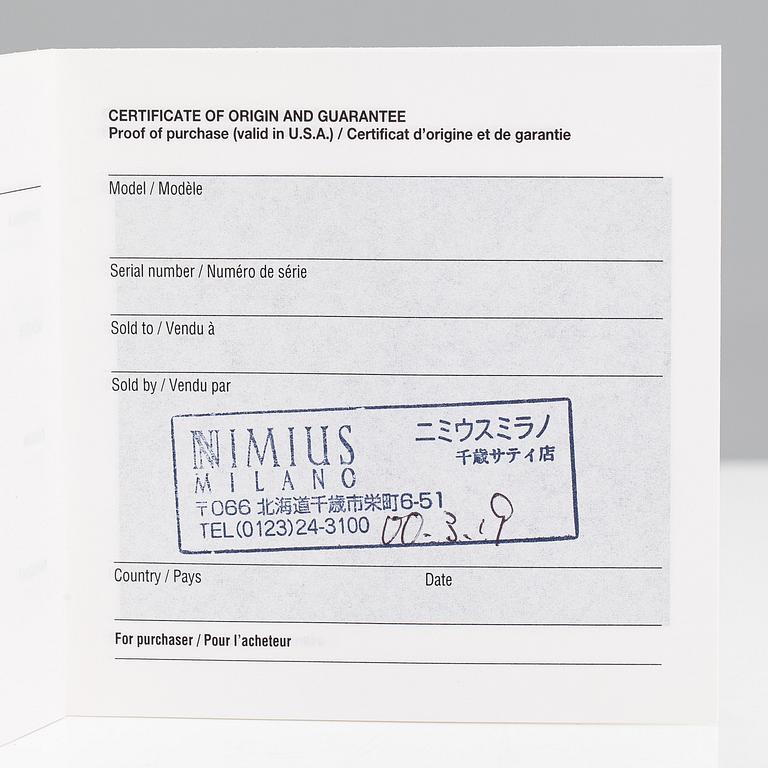 CERTIFICATE OF ORIGIN AND GUARANTEE
Proof of purchase (valid in U.S.A.) / Certificat d'origine et de garantie
Model / Modèle
Serial number / Numéro de série
Sold to / Vendu à
Sold by / Vendu par
NIMIUS MILANO
ニミウスミラノ
千歳サティ店
〒066 北海道千歳市栄町6-51
TEL(0123)24-3100
00.3.19
Country / Pays
Date
For purchaser / Pour l'acheteur